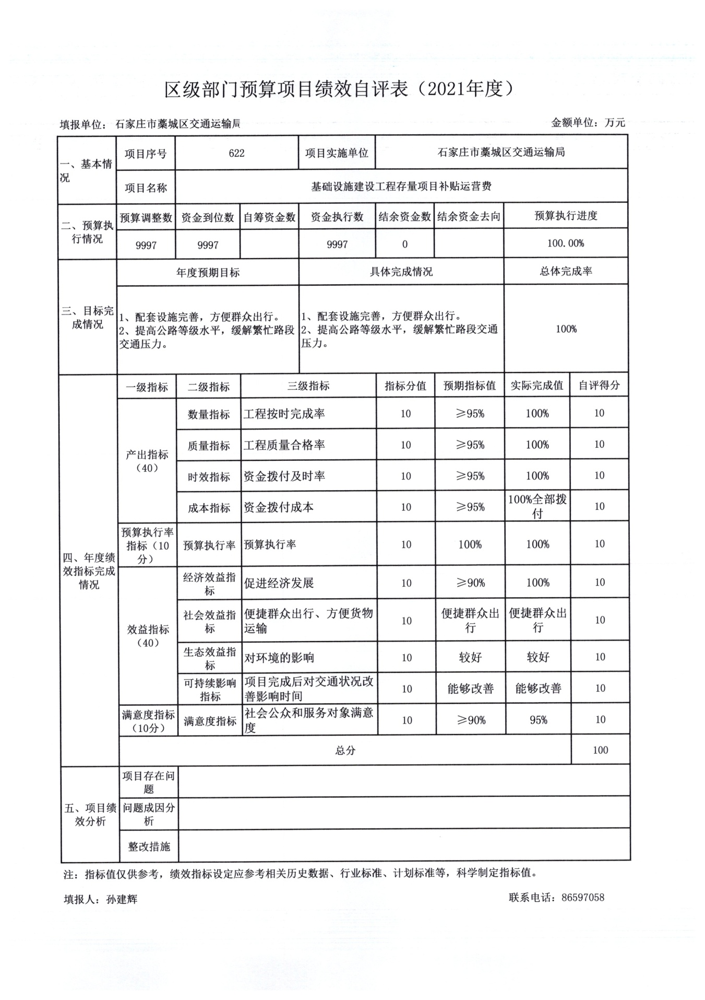 区级部门预算项目绩效自评表（2021年度）
填报单位： 石家庄市藁城区交通运输局 金额单位：万元
一、基本情况 项目序号 622 项目实施单位 石家庄市藁城区交通运输局
项目名称 基础设施建设工程存量项目补贴运营费
二、预算执行情况 预算调整数 资金到位数 自筹资金数 资金执行数 结余资金数 结余资金去向 预算执行进度
9997 9997 9997 0 100.00%
三、目标完成情况 年度预期目标 具体完成情况 总体完成率
1、配套设施完善，方便群众出行。
2、提高公路等级水平，缓解繁忙路段
交通压力。
1、配套设施完善，方便群众出行。
2、提高公路等级水平，缓解繁忙路段交通
压力。
100%
四、年度绩效指标完成情况 一级指标 二级指标 三级指标 指标分值 预期指标值 实际完成值 自评得分
产出指标（40） 数量指标 工程按时完成率 10 ≥95% 100% 10
质量指标 工程质量合格率 10 ≥95% 100% 10
时效指标 资金拨付及时率 10 ≥95% 100% 10
成本指标 资金拨付成本 10 ≥95% 100%全部拨付 10
预算执行率指标（10分） 预算执行率 预算执行率 10 100% 100% 10
效益指标（40） 经济效益指标 促进经济发展 10 ≥90% 100% 10
社会效益指标 便捷群众出行、方便货物运输 10 便捷群众出行 便捷群众出行 10
生态效益指标 对环境的影响 10 较好 较好 10
可持续影响指标 项目完成后对交通状况改善影响时间 10 能够改善 能够改善 10
满意度指标（10分） 满意度指标 社会公众和服务对象满意度 10 ≥90% 95% 10
总分 100
五、项目绩效分析 项目存在问题
问题成因分析
整改措施
注：指标值仅供参考，绩效指标设定应参考相关历史数据、行业标准、计划标准等，科学制定指标值。
填报人：孙建辉 联系电话：86597058